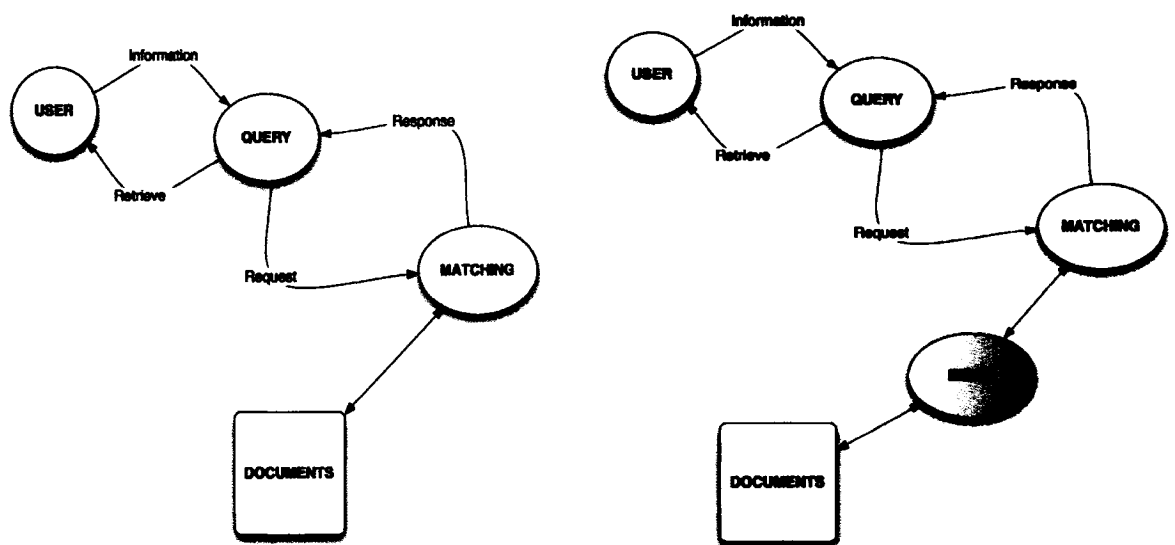 Information
USER
QUERY
Response
Retrieve
Request
MATCHING
DOCUMENTS
Information
USER
QUERY
Response
Retrieve
Request
MATCHING
DOCUMENTS